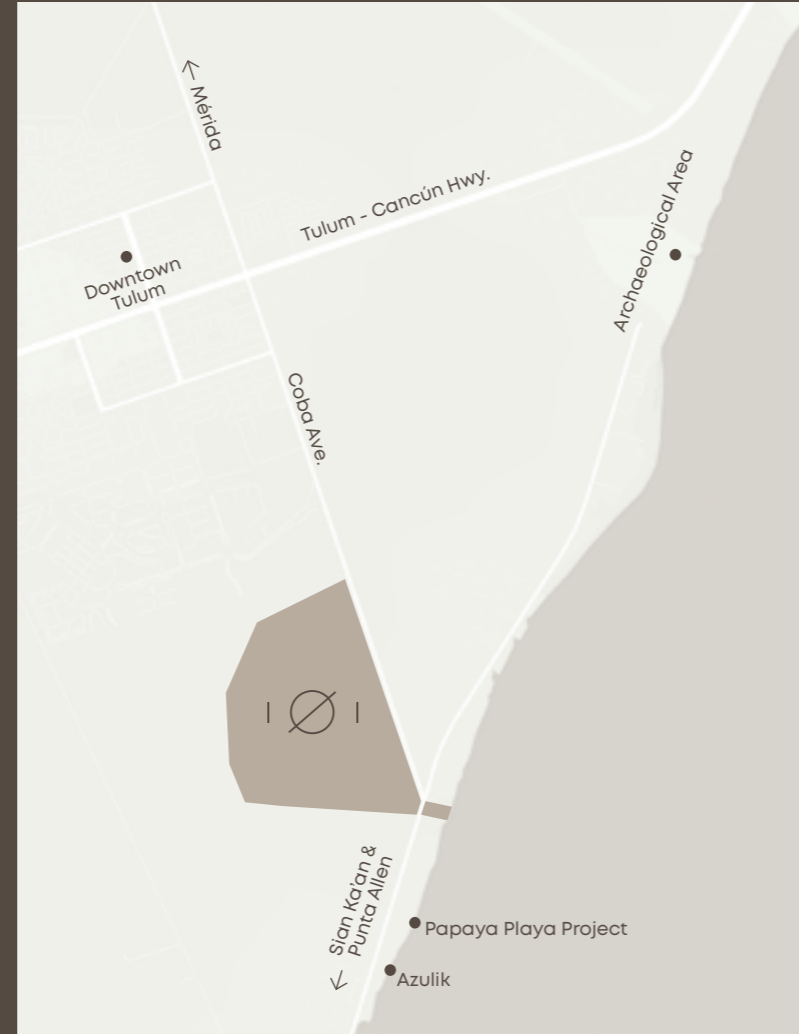 Mérida
Tulum - Cancún Hwy.
Archaeological Area
Downtown
Tulum
Coba Ave.
Sian Ka'an &
Punta Allen
Papaya Playa Project
Azulik